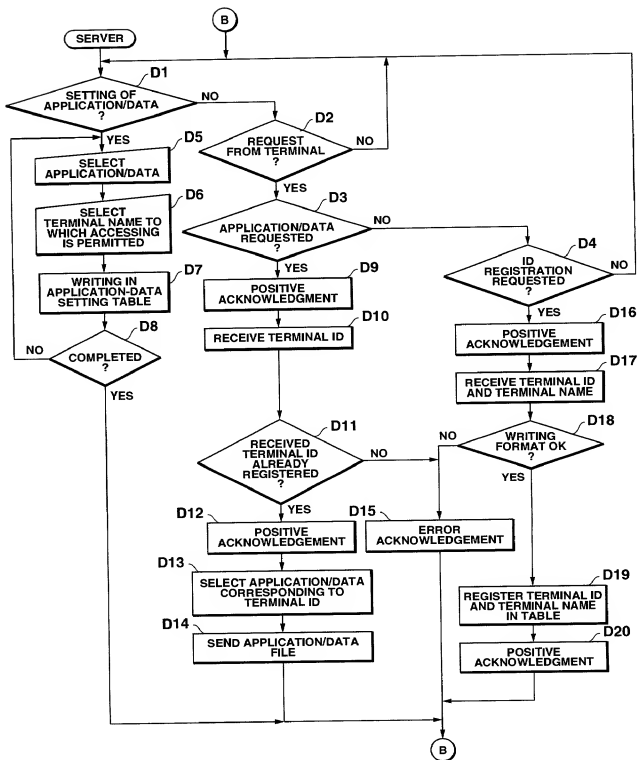 B
SERVER
D1
SETTING OF
APPLICATION/DATA
?
NO
YES
D2
REQUEST
FROM TERMINAL
?
NO
YES
D5
SELECT
APPLICATION/DATA
D6
SELECT
TERMINAL NAME TO
WHICH ACCESSING
IS PERMITTED
D7
WRITING IN
APPLICATION-DATA
SETTING TABLE
D8
COMPLETED
?
NO
YES
D3
APPLICATION/DATA
REQUESTED
?
NO
YES
D4
ID
REGISTRATION
REQUESTED
?
NO
YES
D9
POSITIVE
ACKNOWLEDGMENT
D10
RECEIVE TERMINAL ID
D16
POSITIVE
ACKNOWLEDGEMENT
D17
RECEIVE TERMINAL ID
AND TERMINAL NAME
D11
RECEIVED
TERMINAL ID
ALREADY
REGISTERED
?
NO
YES
D18
WRITING
FORMAT OK
?
NO
YES
D12
POSITIVE
ACKNOWLEDGEMENT
D15
ERROR
ACKNOWLEDGEMENT
D13
SELECT APPLICATION/DATA
CORRESPONDING TO
TERMINAL ID
D14
SEND APPLICATION/DATA
FILE
D19
REGISTER TERMINAL ID
AND TERMINAL NAME
IN TABLE
D20
POSITIVE
ACKNOWLEDGMENT
B